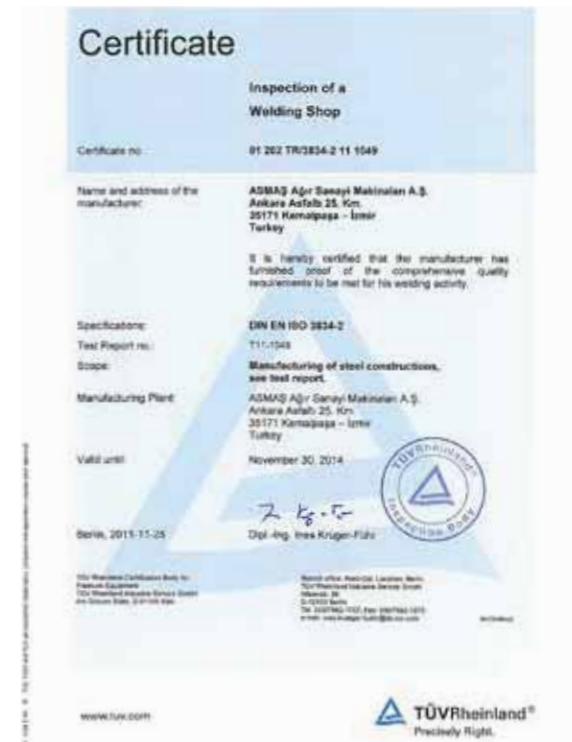 Certificate
Inspection of a
Welding Shop
Certificate no
01 202 TR/3834-2 11 1049
Name and address of the
manufacturer:
ASMAŞ Ağır Sanayi Makinaları A.Ş.
Ankara Asfaltı 25. Km.
35171 Kemalpaşa – İzmir
Turkey
It is hereby certified that the manufacturer has
furnished proof of the comprehensive quality
requirements to be met for his welding activity.
Specifications:
DIN EN ISO 3834-2
Test Report no.:
T11-1049
Scope:
Manufacturing of steel constructions,
see test report.
Manufacturing Plant
ASMAŞ Ağır Sanayi Makinaları A.Ş.
Ankara Asfaltı 25. Km
35171 Kemalpaşa – İzmir
Turkey
Valid until:
November 30, 2014
TÜVRheinland
Inspection Body
Berlin, 2011-11-25
Dipl.-Ing. Ines Krüger
www.tuv.com
TÜVRheinland®
Precisely Right.